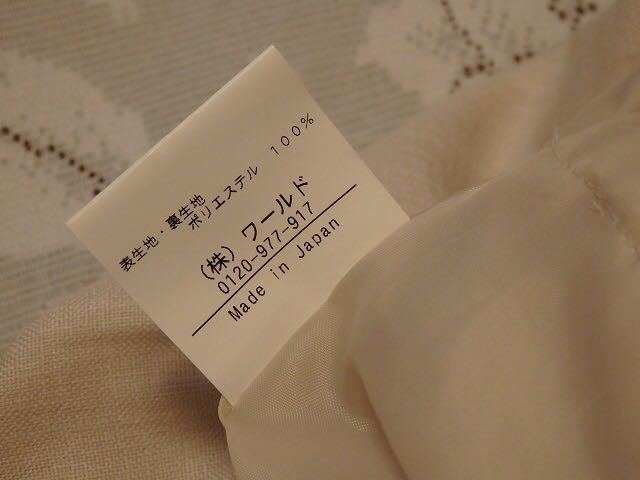 表生地・裏生地
ポリエステル 100%
(株) ワールド
0120-977-917
Made in Japan